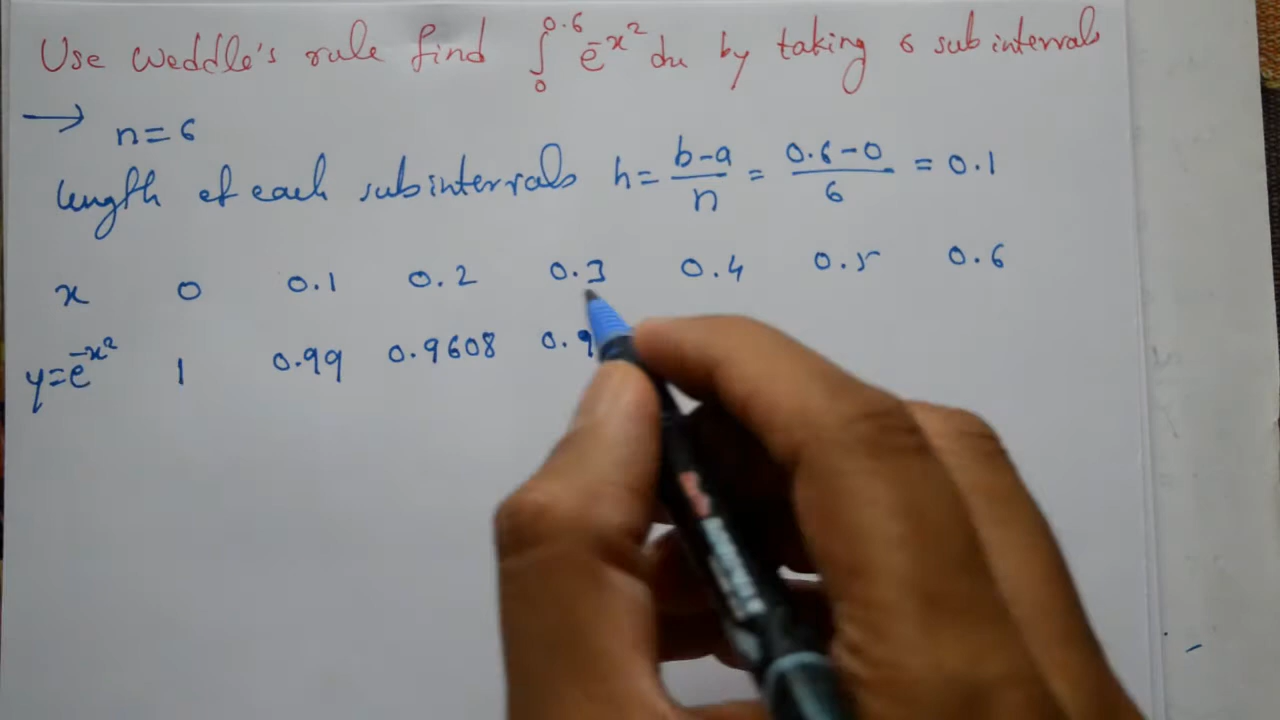 Use Weddle's rule find ∫₀^0.6 e^-x² dx by taking 6 subintervals
→ n=6
length of each subintervals h= b-a/n = 0.6-0/6 = 0.1
x 0 0.1 0.2 0.3 0.4 0.5 0.6
y=e^-x² 1 0.99 0.9608 0.9